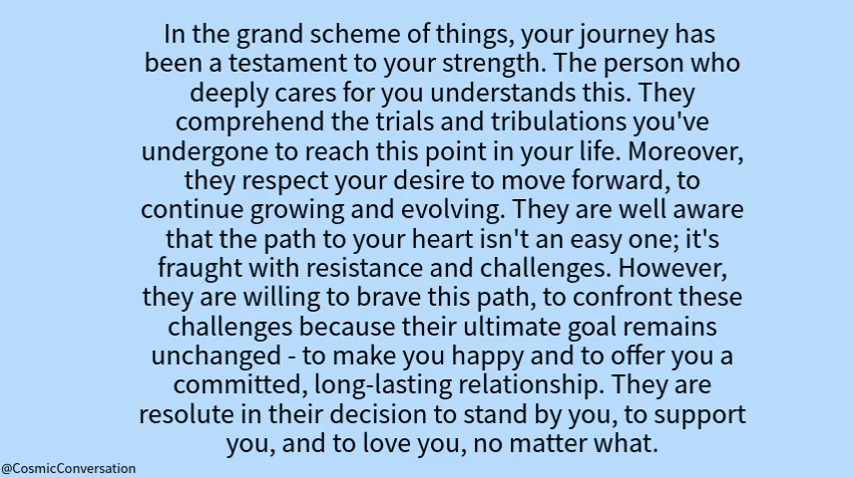 In the grand scheme of things, your journey has
been a testament to your strength. The person who
deeply cares for you understands this. They
comprehend the trials and tribulations you've
undergone to reach this point in your life. Moreover,
they respect your desire to move forward, to
continue growing and evolving. They are well aware
that the path to your heart isn't an easy one; it's
fraught with resistance and challenges. However,
they are willing to brave this path, to confront these
challenges because their ultimate goal remains
unchanged - to make you happy and to offer you a
committed, long-lasting relationship. They are
resolute in their decision to stand by you, to support
you, and to love you, no matter what.
@CosmicConversation